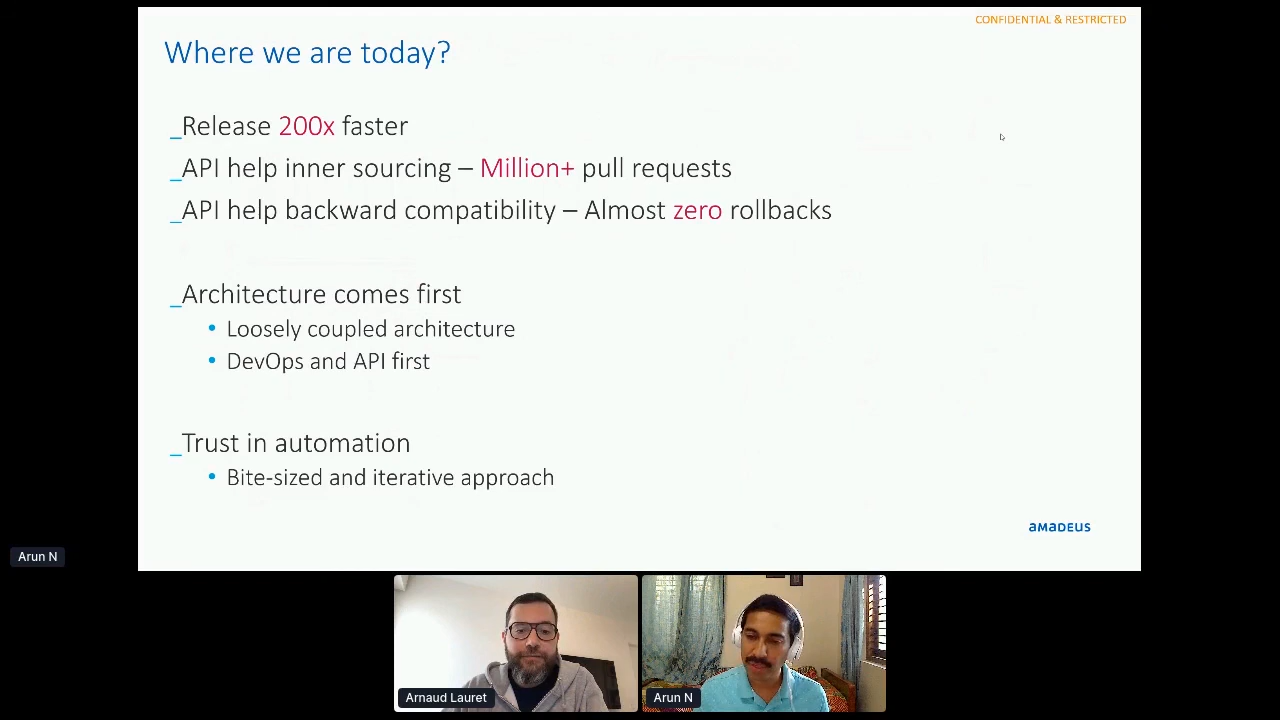 CONFIDENTIAL & RESTRICTED
Where we are today?
_Release 200x faster
_API help inner sourcing – Million+ pull requests
_API help backward compatibility – Almost zero rollbacks
_Architecture comes first
• Loosely coupled architecture
• DevOps and API first
_Trust in automation
• Bite-sized and iterative approach
amadeus
Arun N
Arnaud Lauret
Arun N